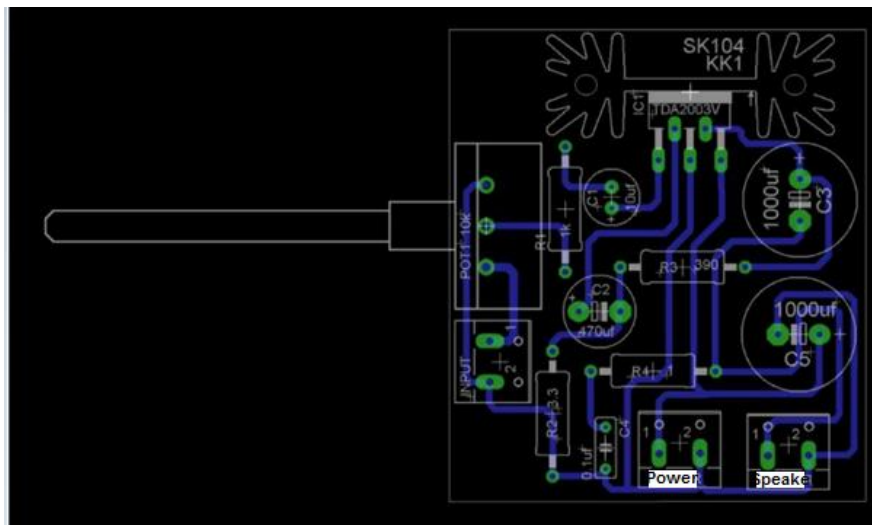 SK104
KK1
IC1
TDA2003V
POT1 10K
R1
1k
C1
10uf
+
1000uf
C3
+
R3
390
C2
+
470uf
1000uf
C5
+
INPUT
1
2
R4
1
R2
3.3
C4
0.1uf
1
2
Power
1
2
Speake